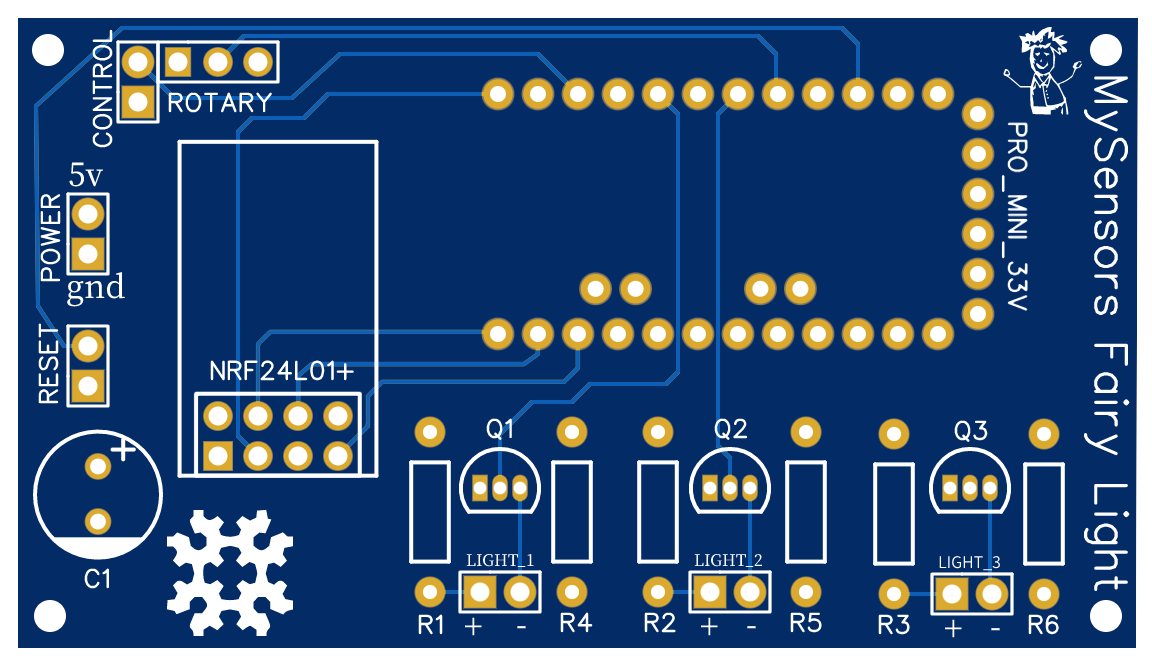 CONTROL
ROTARY
5v
POWER
gnd
RESET
NRF24L01+
+
C1
PRO_MINI_33V
MySensors Fairy Light
Q1
Q2
Q3
LIGHT_1
LIGHT_2
LIGHT_3
R1 + - R4
R2 + - R5
R3 + - R6